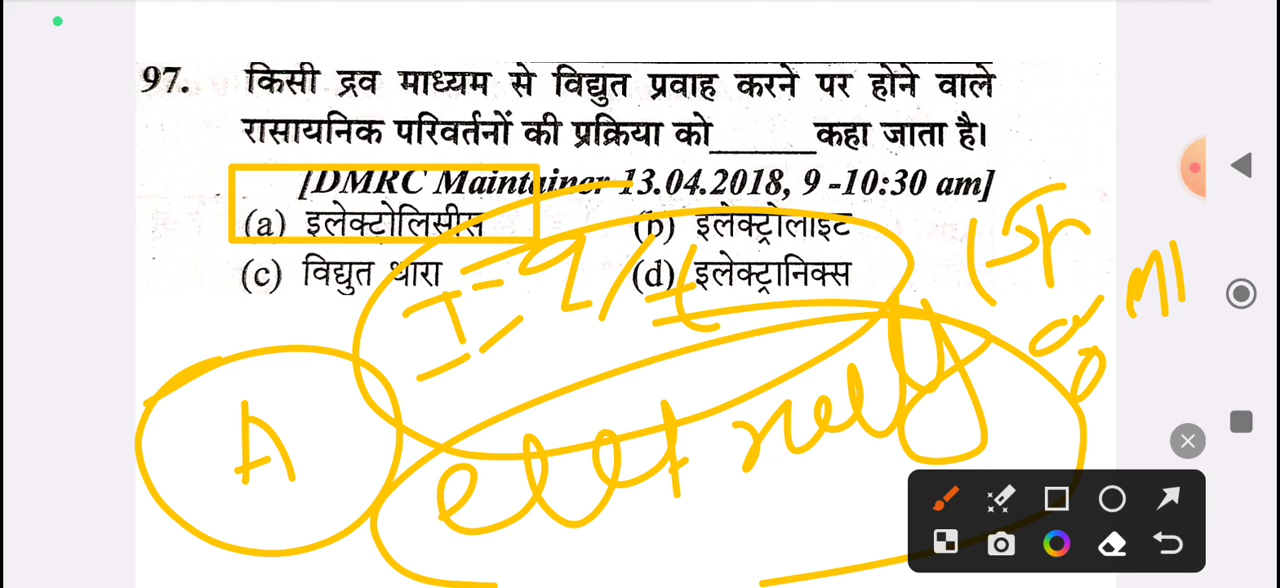 97. किसी द्रव माध्यम से विद्युत प्रवाह करने पर होने वाले
रासायनिक परिवर्तनों की प्रक्रिया को______कहा जाता है।
[DMRC Maintainer 13.04.2018, 9 -10:30 am]
(a) इलेक्टोलिसीस (b) इलेक्ट्रोलाइट
(c) विद्युत धारा (d) इलेक्ट्रानिक्स
I = q/t
A